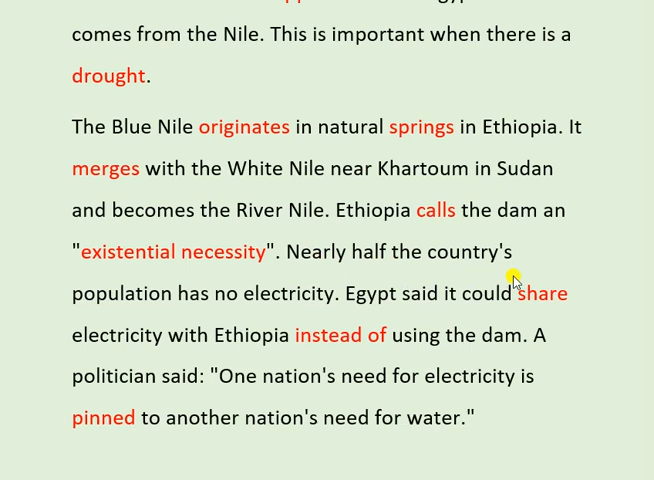 comes from the Nile. This is important when there is a
drought.
The Blue Nile originates in natural springs in Ethiopia. It
merges with the White Nile near Khartoum in Sudan
and becomes the River Nile. Ethiopia calls the dam an
"existential necessity". Nearly half the country's
population has no electricity. Egypt said it could share
electricity with Ethiopia instead of using the dam. A
politician said: "One nation's need for electricity is
pinned to another nation's need for water."